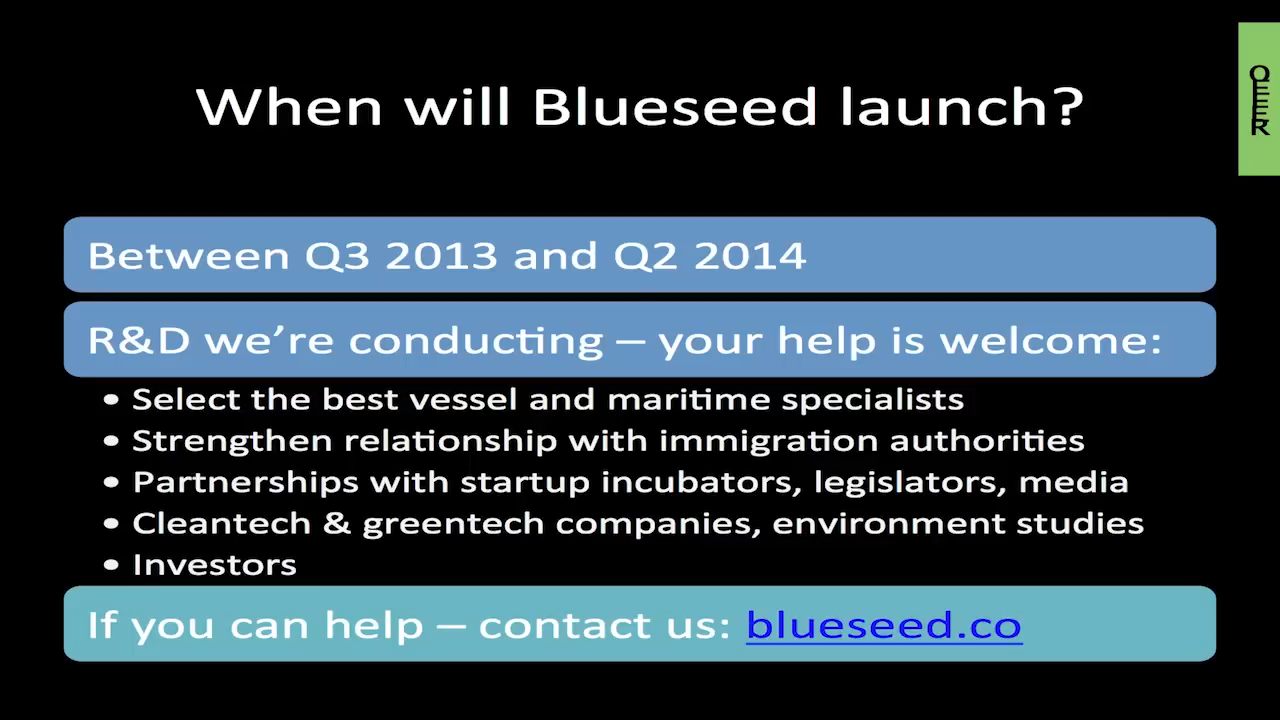 When will Blueseed launch?
Between Q3 2013 and Q2 2014
R&D we’re conducting – your help is welcome:
• Select the best vessel and maritime specialists
• Strengthen relationship with immigration authorities
• Partnerships with startup incubators, legislators, media
• Cleantech & greentech companies, environment studies
• Investors
If you can help – contact us: blueseed.co